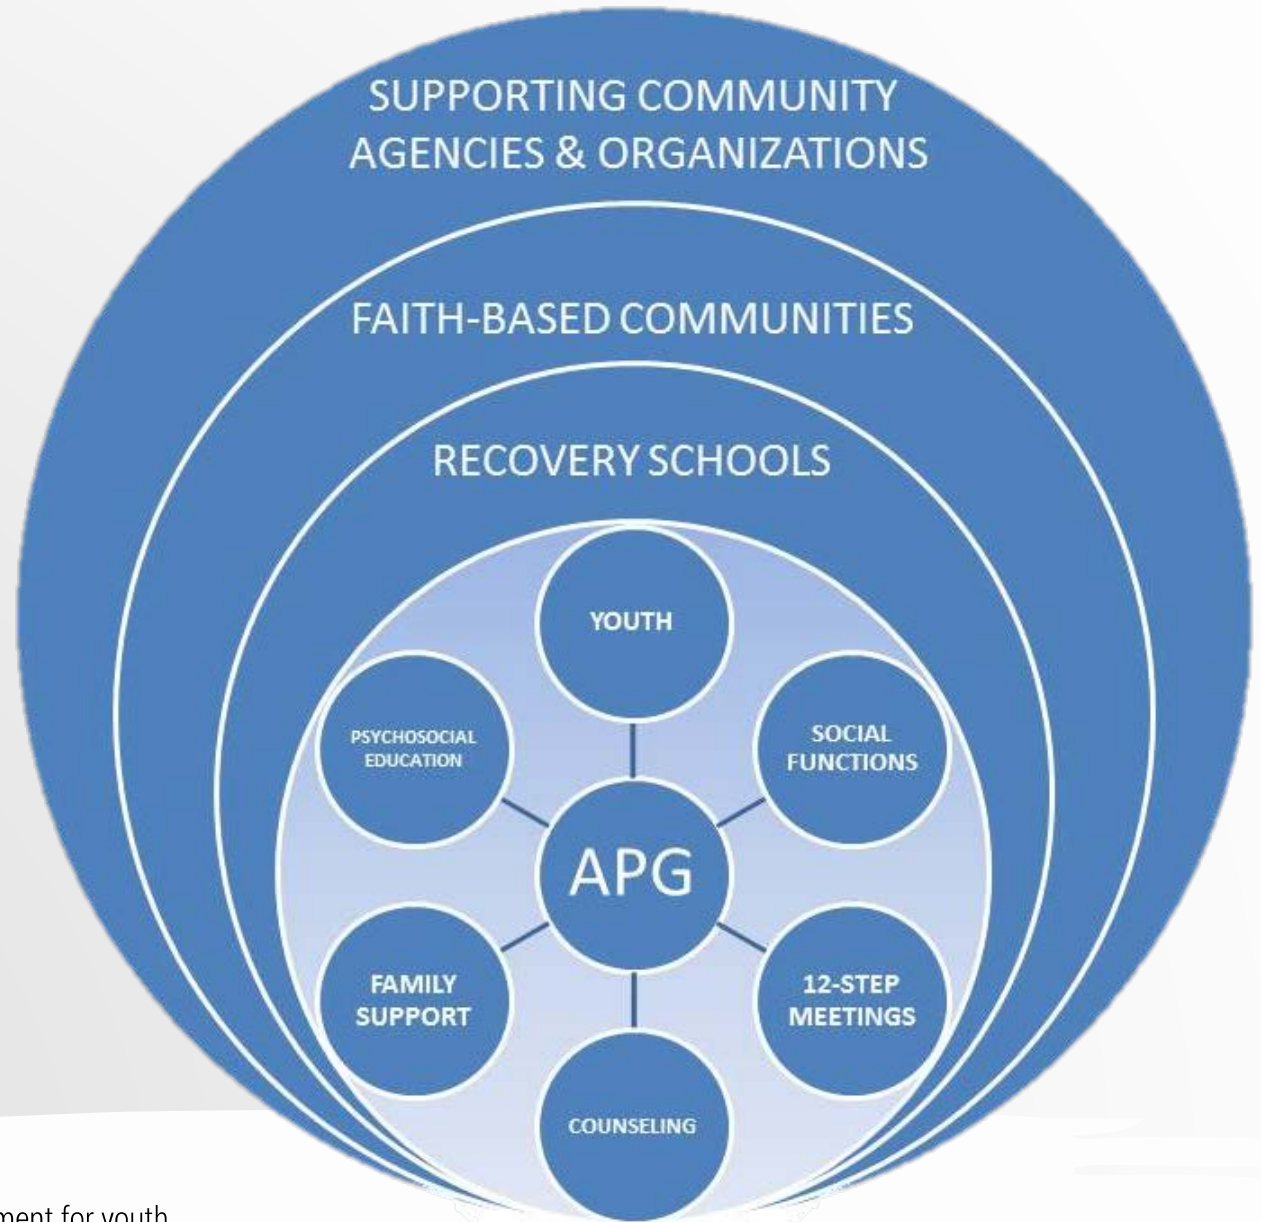 SUPPORTING COMMUNITY
AGENCIES & ORGANIZATIONS
FAITH-BASED COMMUNITIES
RECOVERY SCHOOLS
YOUTH
PSYCHOSOCIAL
EDUCATION
SOCIAL
FUNCTIONS
APG
FAMILY
SUPPORT
12-STEP
MEETINGS
COUNSELING
for youth